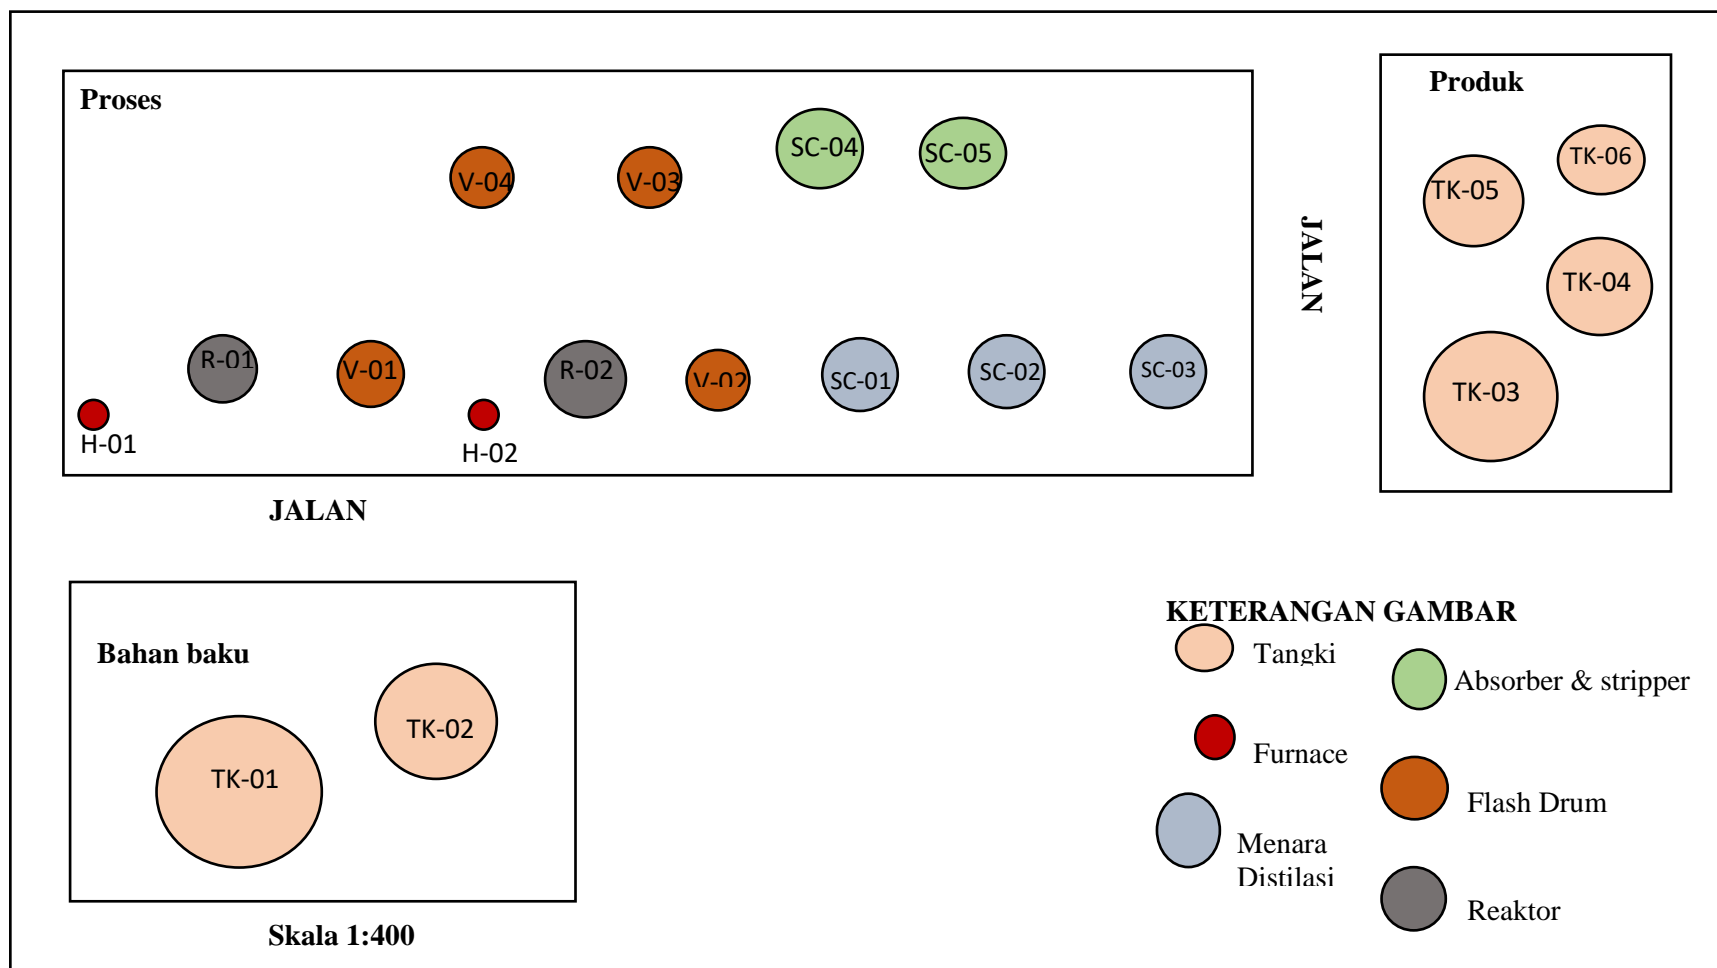 Proses
SC-04
SC-05
V-04
V-03
R-01
V-01
R-02
V-02
SC-01
SC-02
SC-03
H-01
H-02
JALAN
JALAN
Produk
TK-06
TK-05
TK-04
TK-03
Bahan baku
TK-02
TK-01
Skala 1:400
KETERANGAN GAMBAR
Tangki
Absorber & stripper
Furnace
Flash Drum
Menara
Distilasi
Reaktor